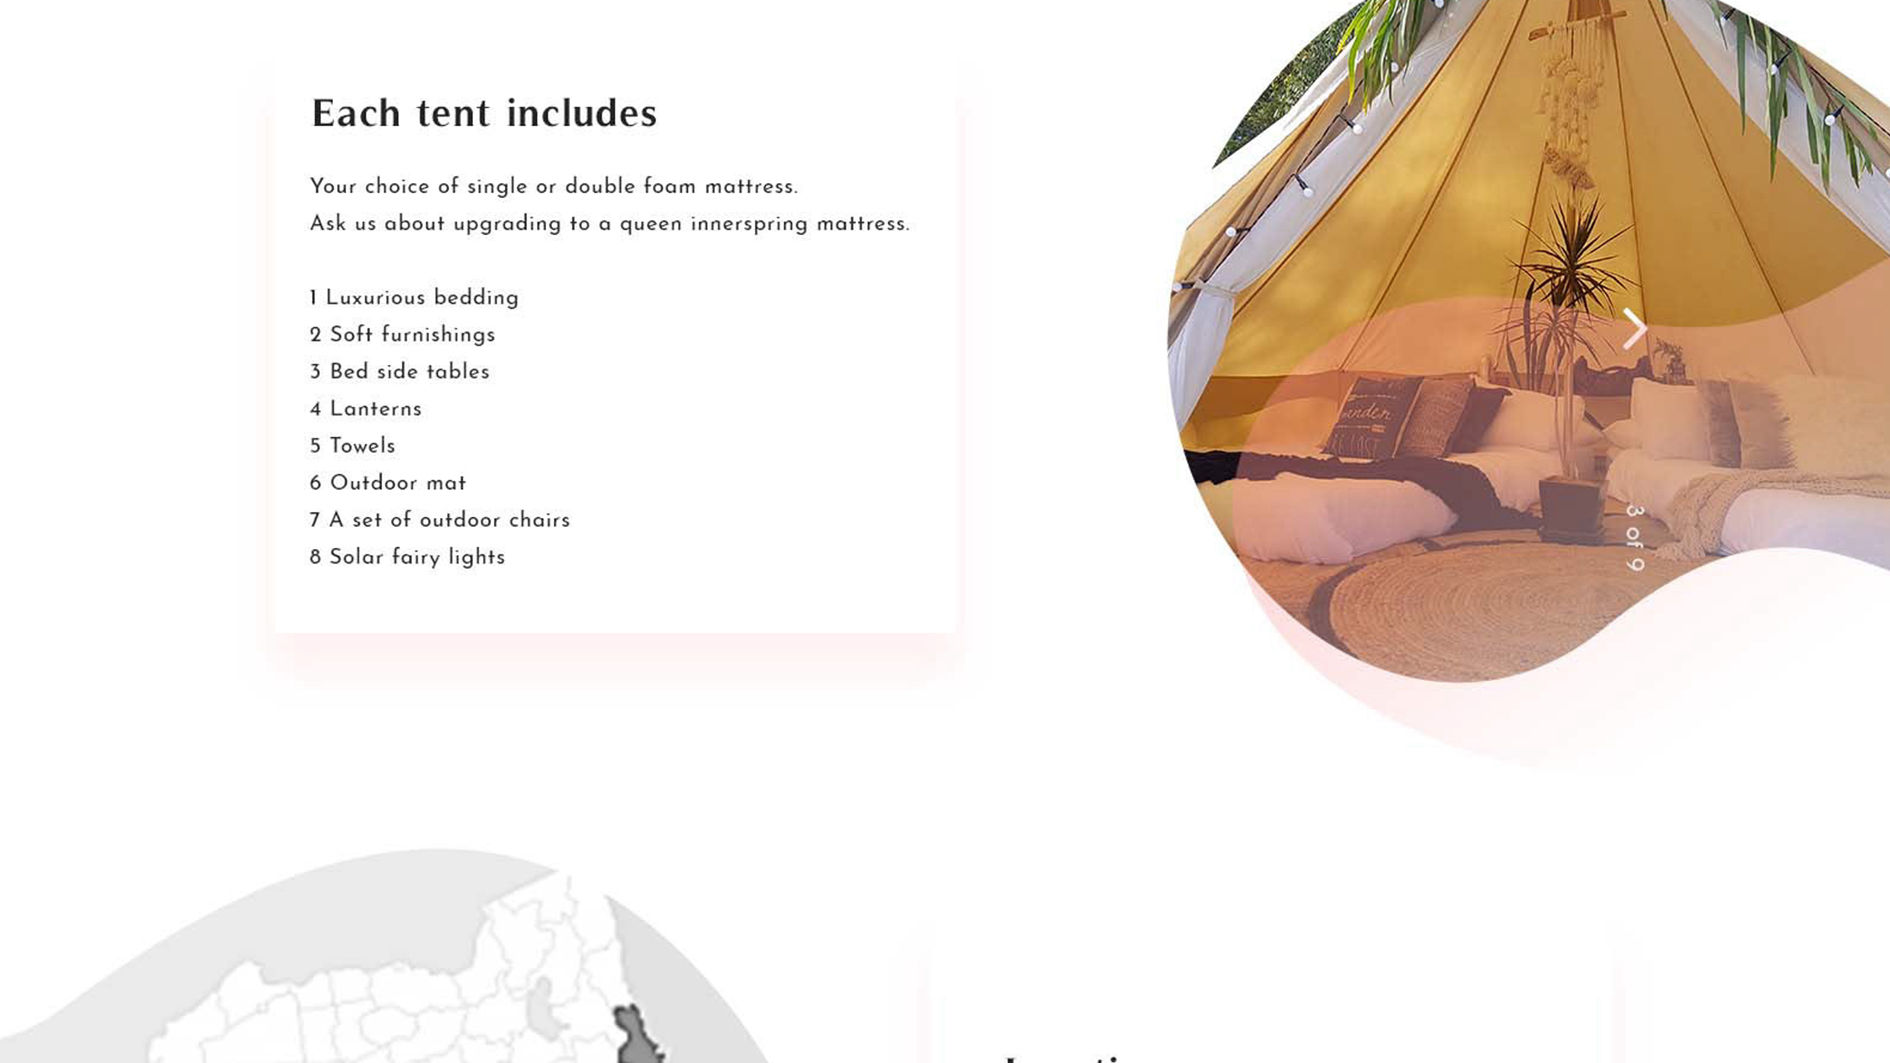 Each tent includes
Your choice of single or double foam mattress.
Ask us about upgrading to a queen innerspring mattress.
1 Luxurious bedding
2 Soft furnishings
3 Bed side tables
4 Lanterns
5 Towels
6 Outdoor mat
7 A set of outdoor chairs
8 Solar fairy lights
3 of 9